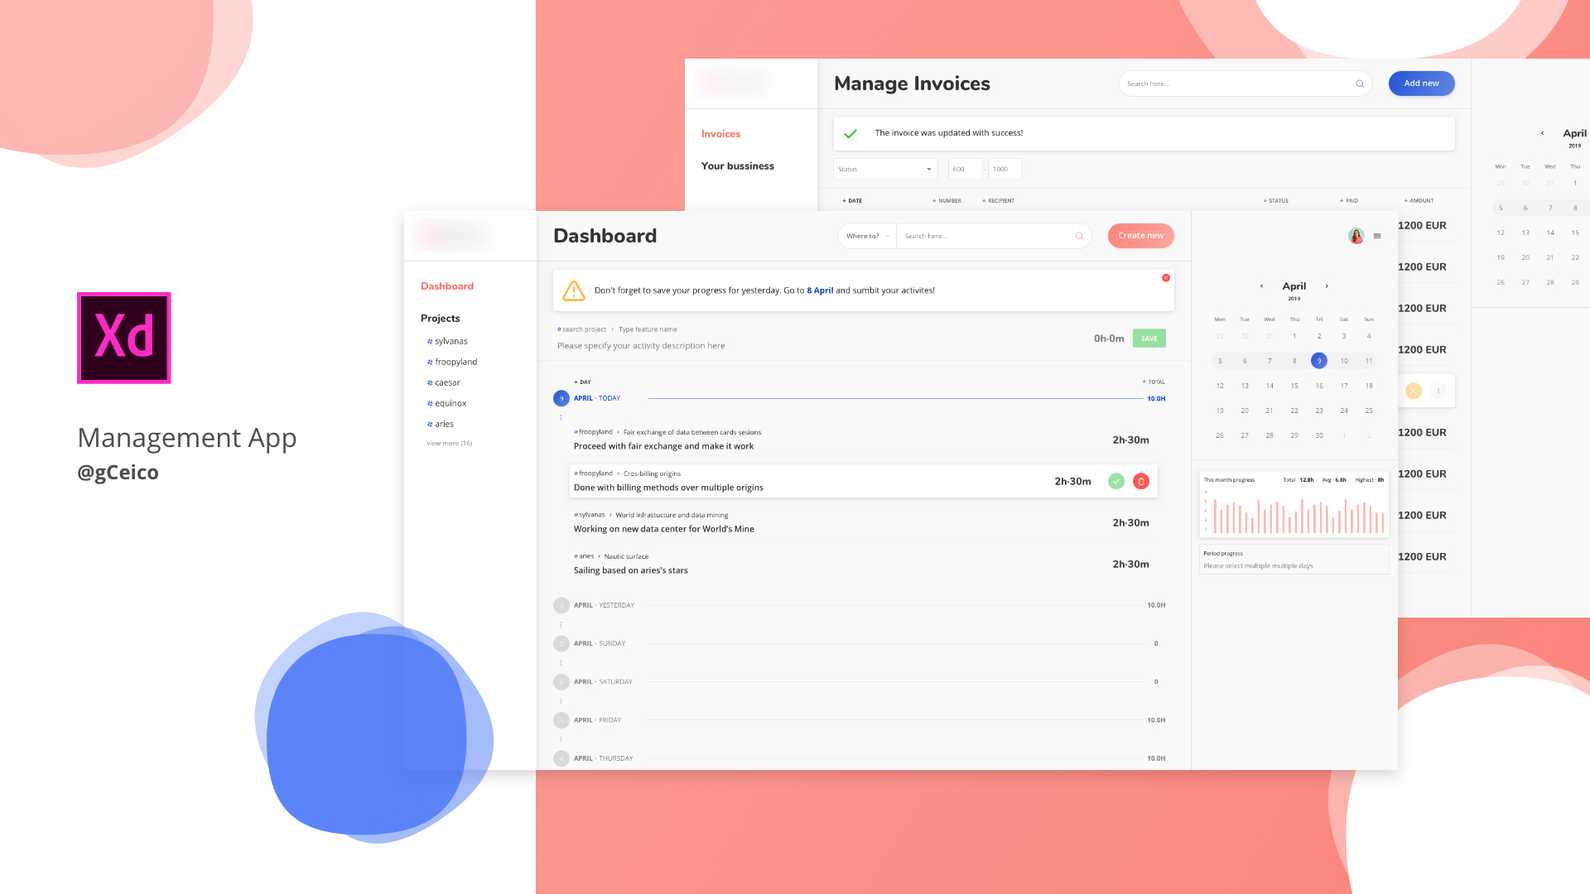 Xd
Management App
@gCeico
Manage Invoices
Search here...
Add new
Invoices
Your bussiness
The invoice was updated with success!
Status
600 - 1000
+ DATE
+ NUMBER
+ RECIPIENT
+ STATUS
+ PAID
+ AMOUNT
1200 EUR
1200 EUR
1200 EUR
1200 EUR
1200 EUR
1200 EUR
1200 EUR
1200 EUR
April
2019
Mon Tue Wed Thu
1
5 6 7 8
12 13 14 15
19 20 21 22
26 27 28 29
Dashboard
Where to?
Search here...
Create new
Dashboard
Projects
# sylvanas
# froopyland
# caesar
# equinox
# aries
view more (16)
Don't forget to save your progress for yesterday. Go to 8 April and sumbit your activites!
# search project › Type feature name
Please specify your activity description here
0h·0m
SAVE
+ DAY
+ TOTAL
9 APRIL · TODAY 10.0H
# froopyland › Fair exchange of data between cards sesions
Proceed with fair exchange and make it work
2h·30m
# froopyland › Cros-billing origins
Done with billing methods over multiple origins
2h·30m
# sylvanas › World infrastucture and data mining
Working on new data center for World's Mine
2h·30m
# aries › Nautic surface
Sailing based on aries's stars
2h·30m
APRIL · YESTERDAY 10.0H
APRIL · SUNDAY 0
APRIL · SATURDAY 0
APRIL · FRIDAY 10.0H
APRIL · THURSDAY 10.0H
April
2019
Mon Tue Wed Thu Fri Sat Sun
1 2 3 4
5 6 7 8 9 10 11
12 13 14 15 16 17 18
19 20 21 22 23 24 25
26 27 28 29 30 1 2
This month progress Total · 12.8h Avg · 6.8h Highest · 8h
Period progress
Please select multiple multiple days